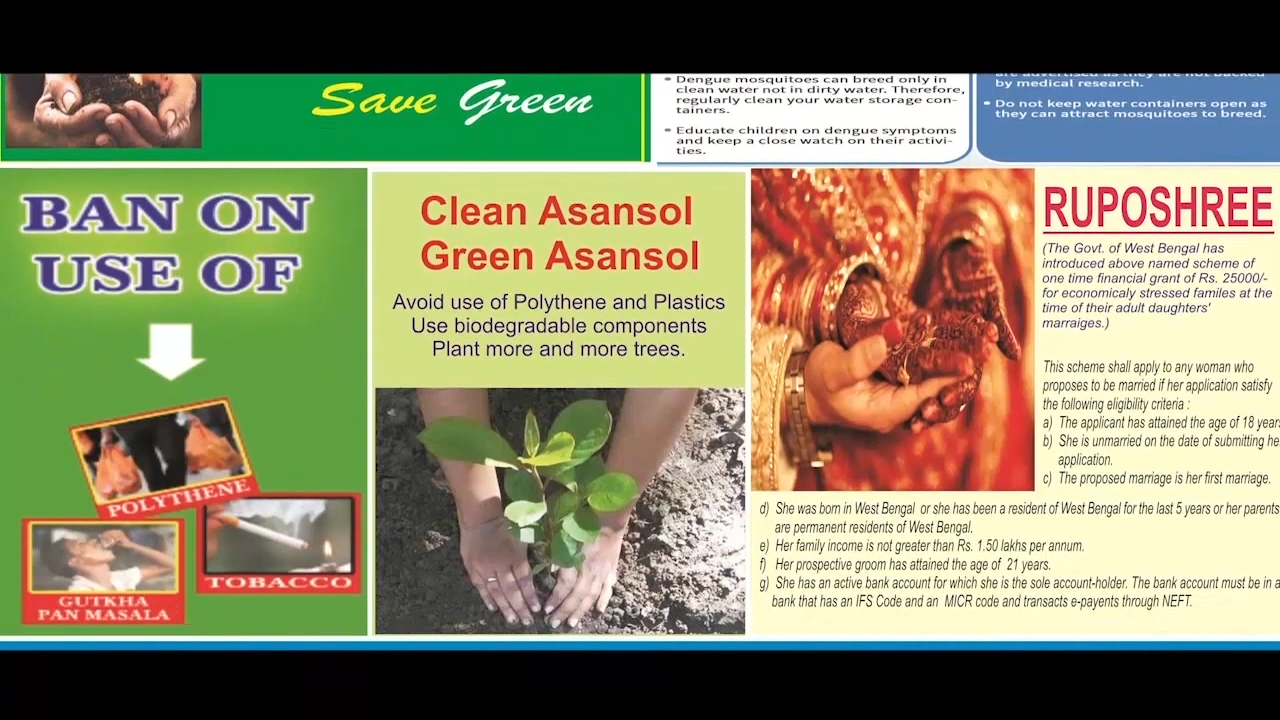 Save Green
• Dengue mosquitoes can breed only in
clean water not in dirty water. Therefore,
regularly clean your water storage con-
tainers.
• Educate children on dengue symptoms
and keep a close watch on their activi-
ties.
are advertised as they are not backed
by medical research.
• Do not keep water containers open as
they can attract mosquitoes to breed.
BAN ON
USE OF
POLYTHENE
TOBACCO
GUTKHA
PAN MASALA
Clean Asansol
Green Asansol
Avoid use of Polythene and Plastics
Use biodegradable components
Plant more and more trees.
RUPOSHREE
(The Govt. of West Bengal has
introduced above named scheme of
one time financial grant of Rs. 25000/-
for economicaly stressed familes at the
time of their adult daughters'
marraiges.)
This scheme shall apply to any woman who
proposes to be married if her application satisfy
the following eligibility criteria :
a) The applicant has attained the age of 18 years
b) She is unmarried on the date of submitting he
application.
c) The proposed marriage is her first marriage.
d) She was born in West Bengal or she has been a resident of West Bengal for the last 5 years or her parents
are permanent residents of West Bengal.
e) Her family income is not greater than Rs. 1.50 lakhs per annum.
f) Her prospective groom has attained the age of 21 years.
g) She has an active bank account for which she is the sole account-holder. The bank account must be in a
bank that has an IFS Code and an MICR code and transacts e-payents through NEFT.